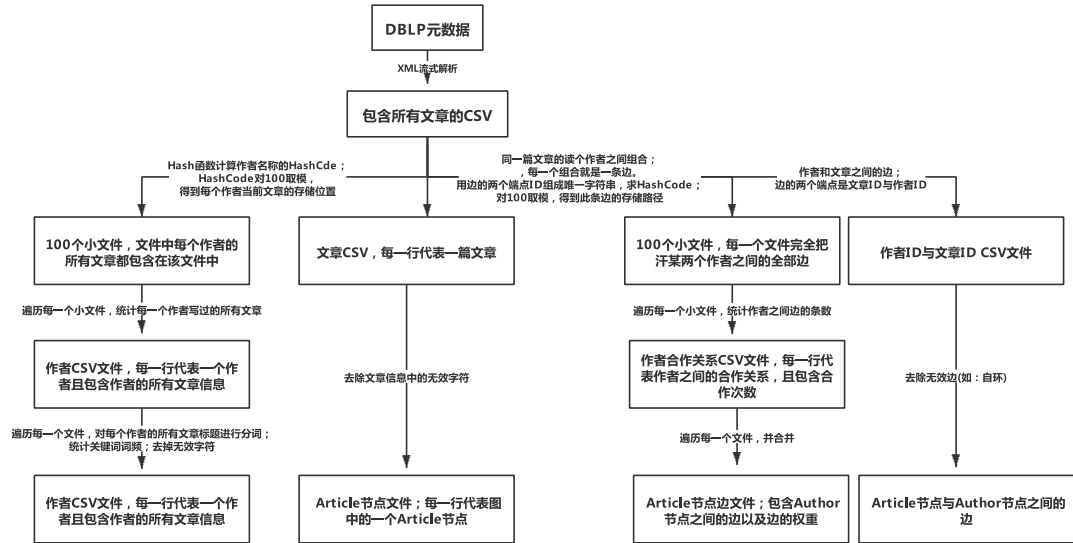 DBLP元数据
XML流式解析
包含所有文章的CSV
Hash函数计算作者名称的HashCde；
HashCode对100取模，
得到每个作者当前文章的存储位置
同一篇文章的读个作者之间组合；
，每一个组合就是一条边。
用边的两个端点ID组成唯一字符串，求HashCode；
对100取模，得到此条边的存储路径
作者和文章之间的边；
边的两个端点是文章ID与作者ID
100个小文件，文件中每个作者的
所有文章都包含在该文件中
文章CSV，每一行代表一篇文章
100个小文件，每一个文件完全把
汗某两个作者之间的全部边
作者ID与文章ID CSV文件
遍历每一个小文件，统计每一个作者写过的所有文章
遍历每一个小文件，统计作者之间边的条数
作者CSV文件，每一行代表一个作
者且包含作者的所有文章信息
去除文章信息中的无效字符
作者合作关系CSV文件，每一行代
表作者之间的合作关系，且包含合
作次数
去除无效边(如：自环)
遍历每一个文件，对每个作者的所有文章标题进行分词；
统计关键词词频；去掉无效字符
遍历每一个文件，并合并
作者CSV文件，每一行代表一个作
者且包含作者的所有文章信息
Article节点文件；每一行代表图
中的一个Article节点
Article节点边文件；包含Author
节点之间的边以及边的权重
Article节点与Author节点之间的
边